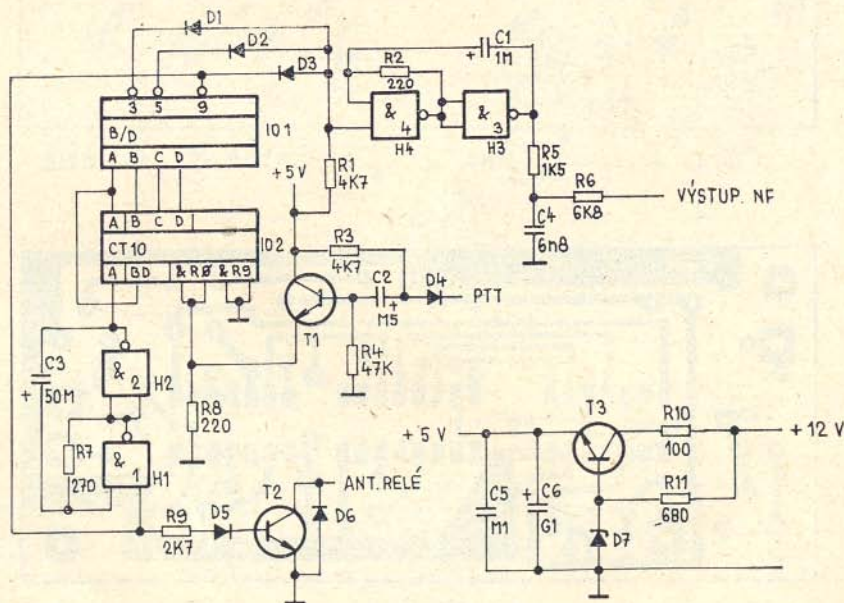 D1
D2
D3
3 5 9
B/D
A B C D
IO1
A B C D
CT10
A BD &RØ &R9
IO2
C1
1M
+
R2
220
&
4
H4
&
3
H3
R5
1K5
R6
6K8
VÝSTUP. NF
C4
6n8
+5V
R1
4K7
R3
4K7
C2
+
M5
D4
PTT
T1
R4
47K
R8
220
C3
+
50M
&
2
H2
R7
270
&
1
H1
R9
2K7
D5
T2
ANT.RELÉ
D6
+5 V
T3
R10
100
+12 V
R11
680
C5
M1
+
C6
G1
D7